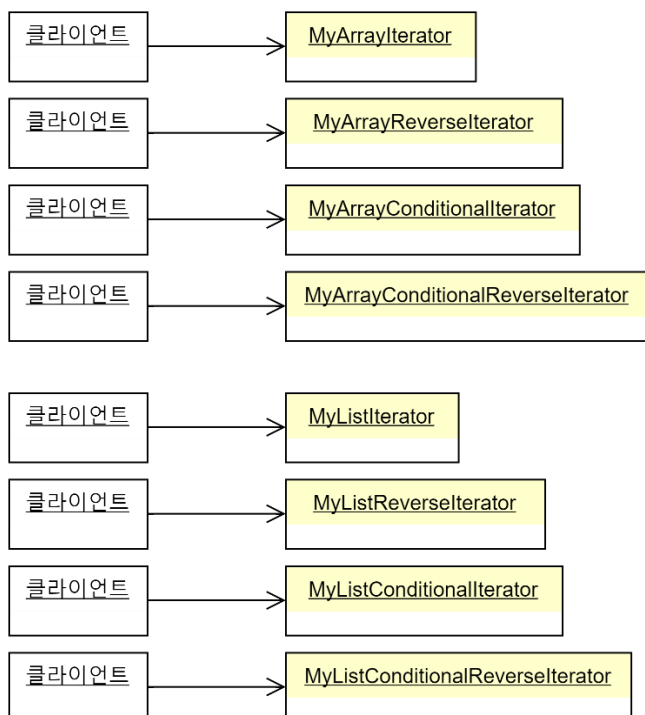 클라이언트 MyArrayIterator
클라이언트 MyArrayReverseIterator
클라이언트 MyArrayConditionalIterator
클라이언트 MyArrayConditionalReverseIterator
클라이언트 MyListIterator
클라이언트 MyListReverseIterator
클라이언트 MyListConditionalIterator
클라이언트 MyListConditionalReverseIterator